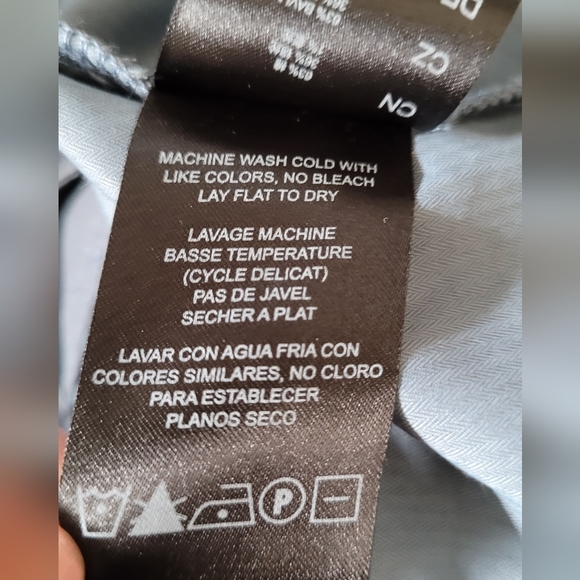 DE
CZ
CN
MACHINE WASH COLD WITH
LIKE COLORS, NO BLEACH
LAY FLAT TO DRY
LAVAGE MACHINE
BASSE TEMPERATURE
(CYCLE DELICAT)
PAS DE JAVEL
SECHER A PLAT
LAVAR CON AGUA FRIA CON
COLORES SIMILARES, NO CLORO
PARA ESTABLECER
PLANOS SECO
P